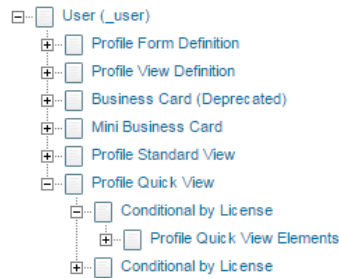 User (_user)
Profile Form Definition
Profile View Definition
Business Card (Deprecated)
Mini Business Card
Profile Standard View
Profile Quick View
Conditional by License
Profile Quick View Elements
Conditional by License